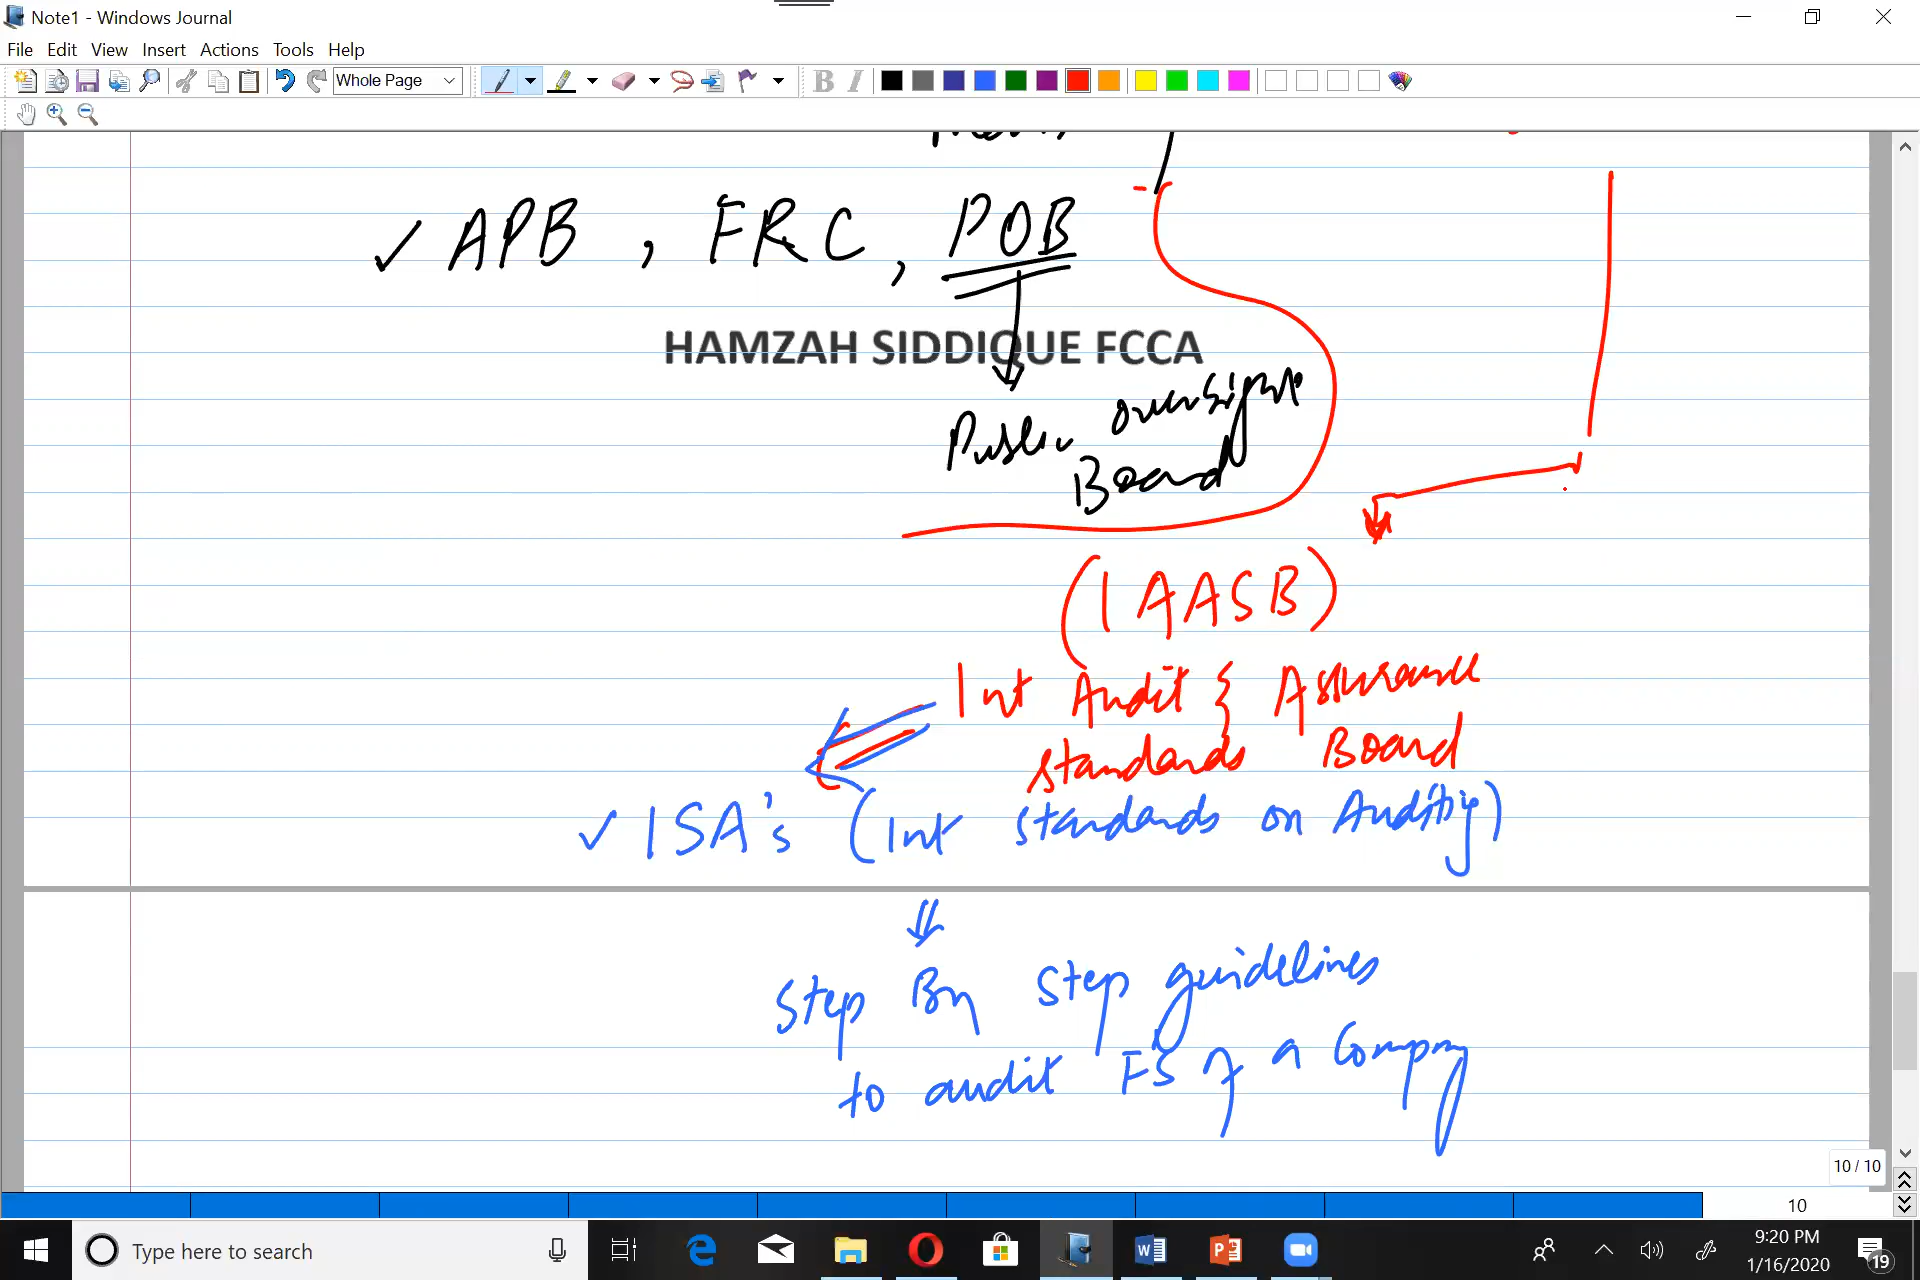 Note1 - Windows Journal
File Edit View Insert Actions Tools Help
Whole Page
✓ APB , FRC, POB
HAMZAH SIDDIQUE FCCA
Public oversight
Board
(IAASB)
Int Audit & Assurance
standards Board
✓ ISA's (Int standards on Auditing)
Step By Step guidelines
to audit FS of a Company
10 / 10
10
Type here to search
9:20 PM
1/16/2020
19